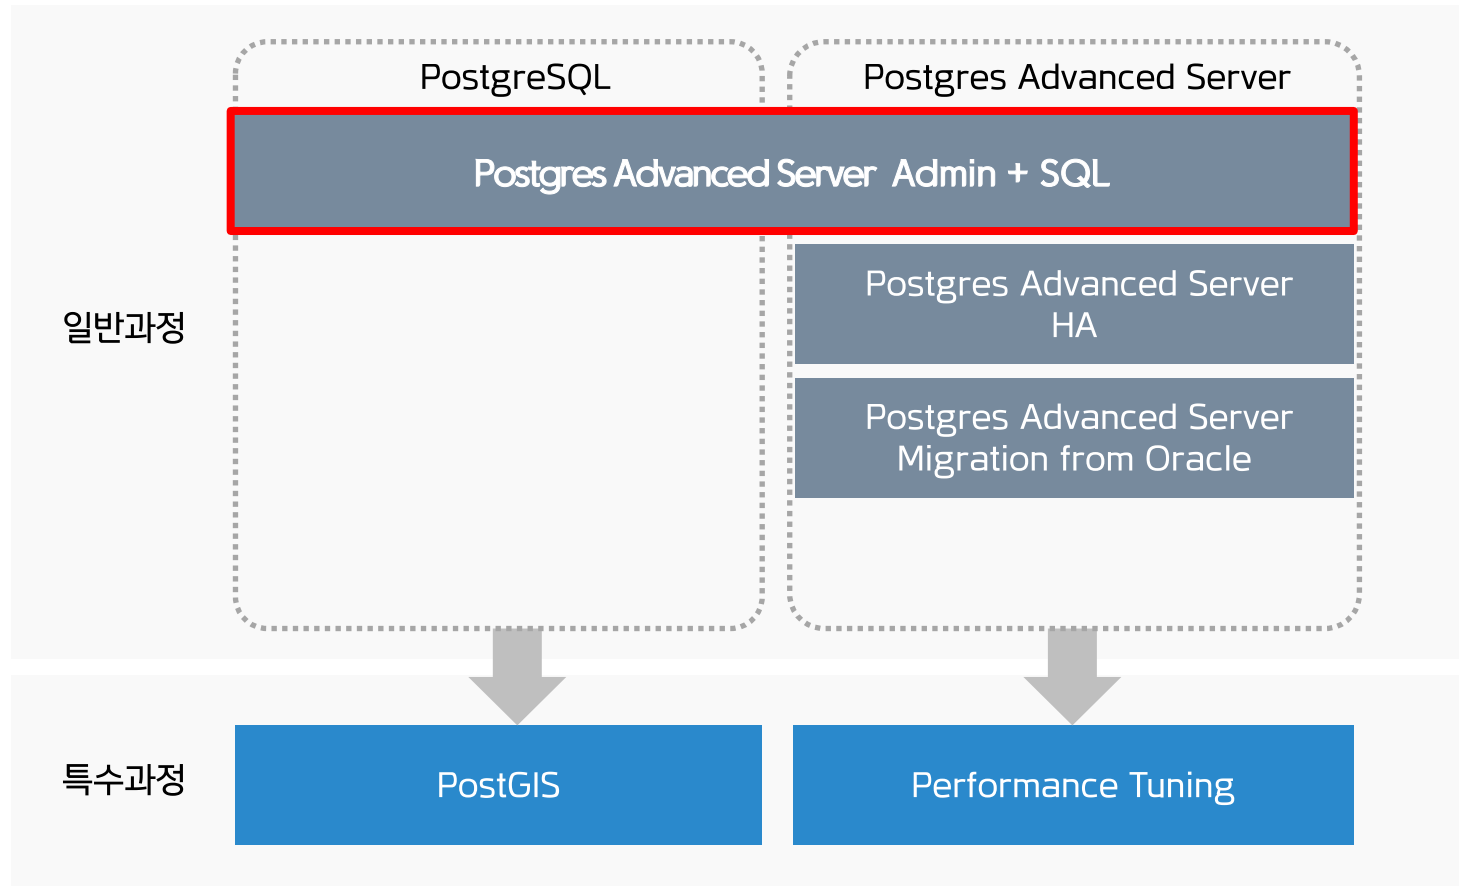 PostgreSQL
Postgres Advanced Server
Postgres Advanced Server Admin + SQL
일반과정
Postgres Advanced Server
HA
Postgres Advanced Server
Migration from Oracle
특수과정
PostGIS
Performance Tuning